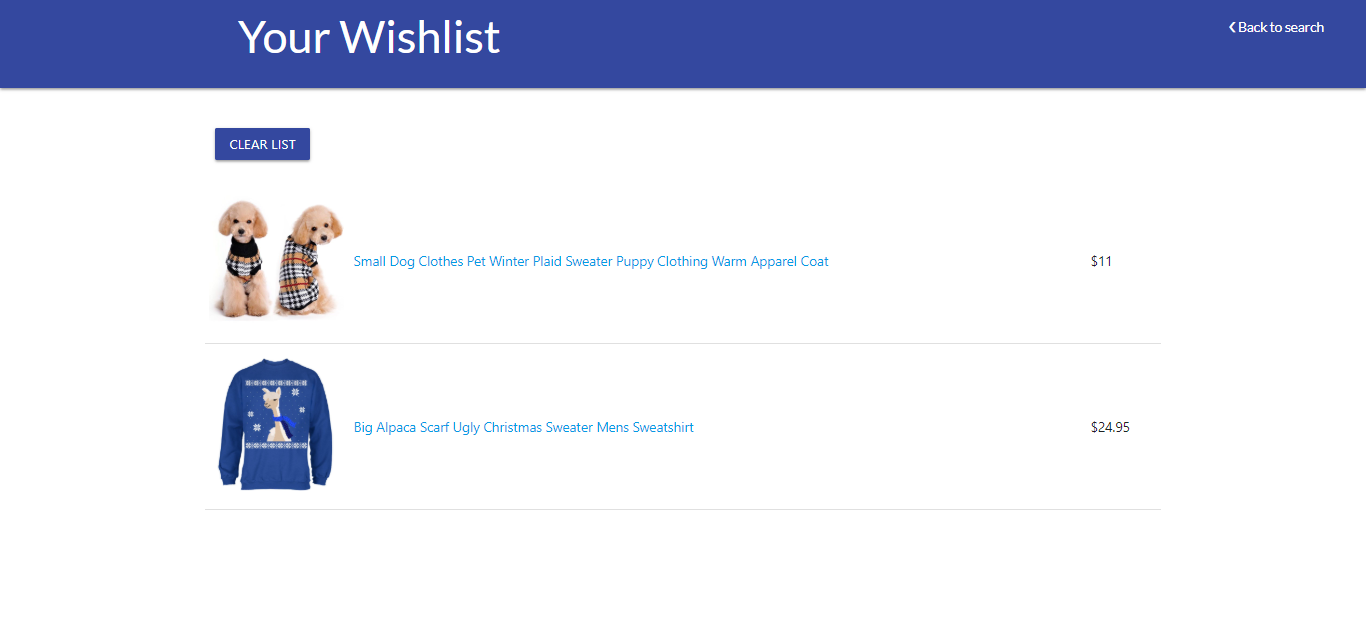 Your Wishlist
Back to search
CLEAR LIST
Small Dog Clothes Pet Winter Plaid Sweater Puppy Clothing Warm Apparel Coat
$11
Big Alpaca Scarf Ugly Christmas Sweater Mens Sweatshirt
$24.95